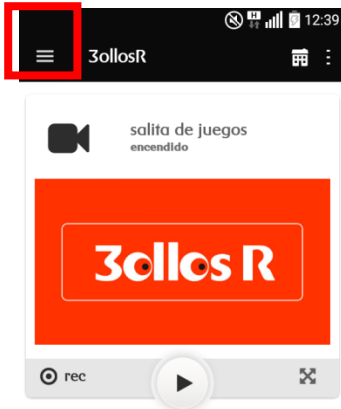 H
12:39
3ollosR
salita de juegos
encendido
3ollos R
rec